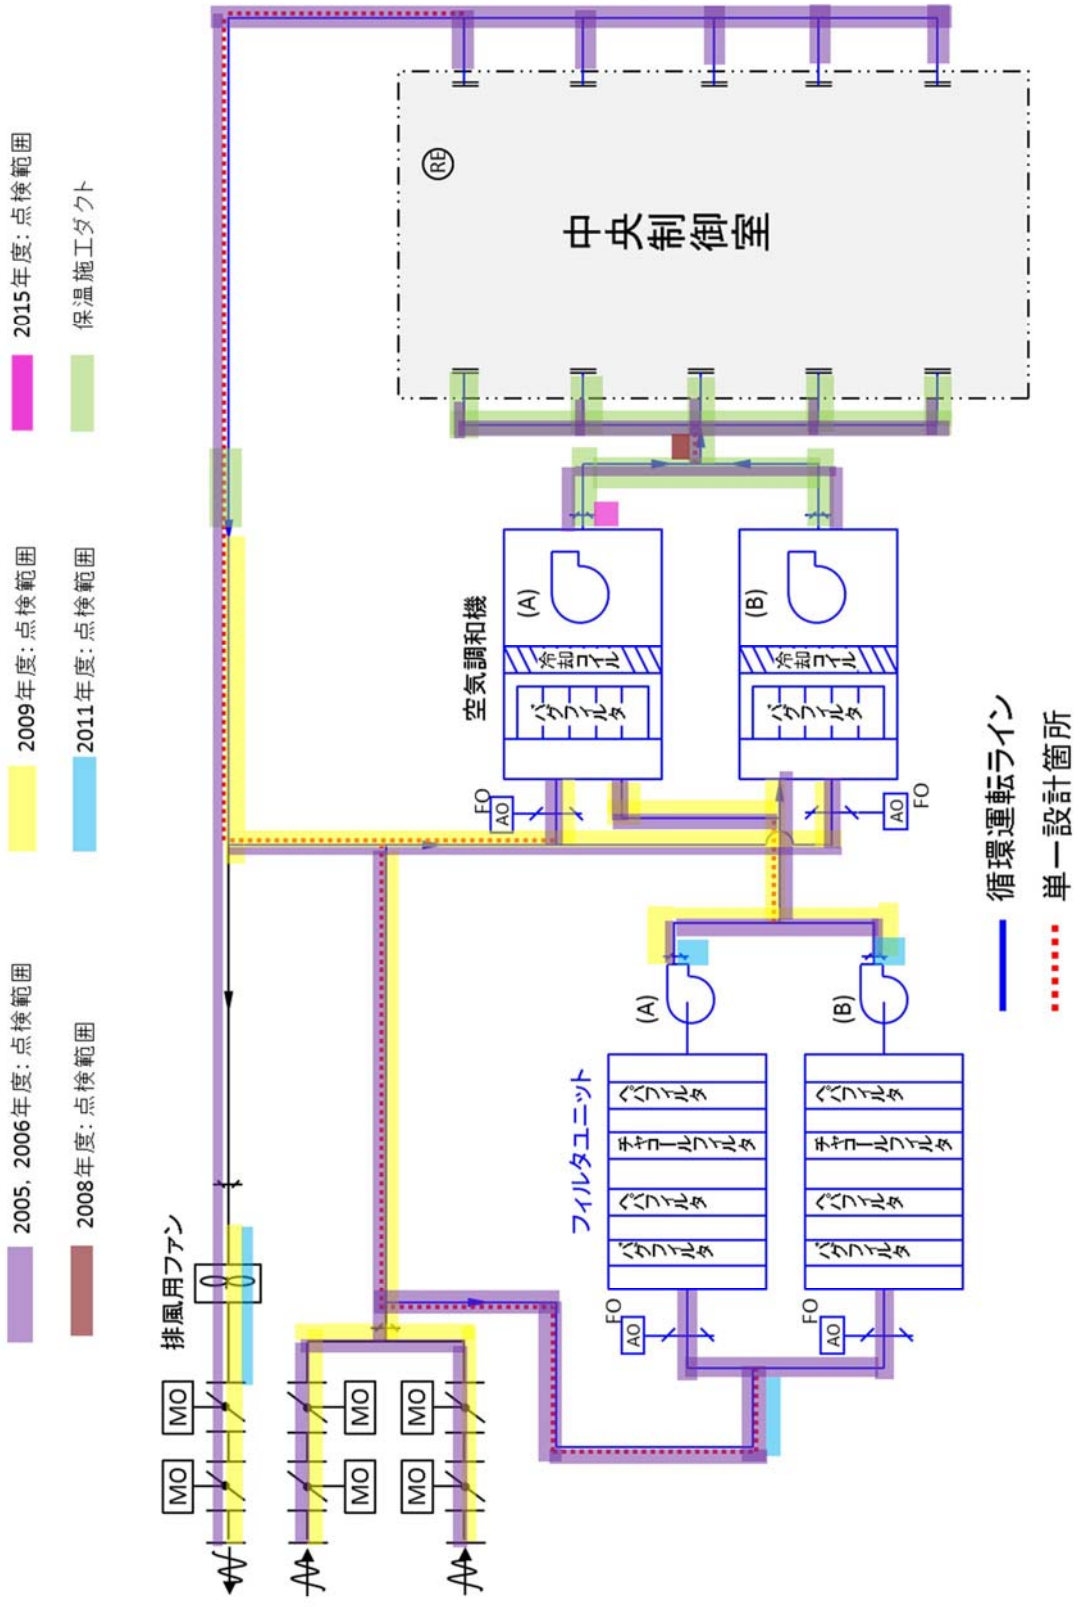 2005, 2006年度: 点検範囲
2009年度: 点検範囲
2015年度: 点検範囲
2008年度: 点検範囲
2011年度: 点検範囲
保温施工ダクト
排風用ファン
MO
MO
MO
MO
MO
MO
空気調和機
(A)
冷却コイル
バグフィルタ
FO
AO
(B)
冷却コイル
バグフィルタ
AO
FO
RE
中央制御室
フィルタユニット
FO
AO
バグフィルタ
ヘパフィルタ
チャコールフィルタ
ヘパフィルタ
(A)
FO
AO
バグフィルタ
ヘパフィルタ
チャコールフィルタ
ヘパフィルタ
(B)
循環運転ライン
単一設計箇所